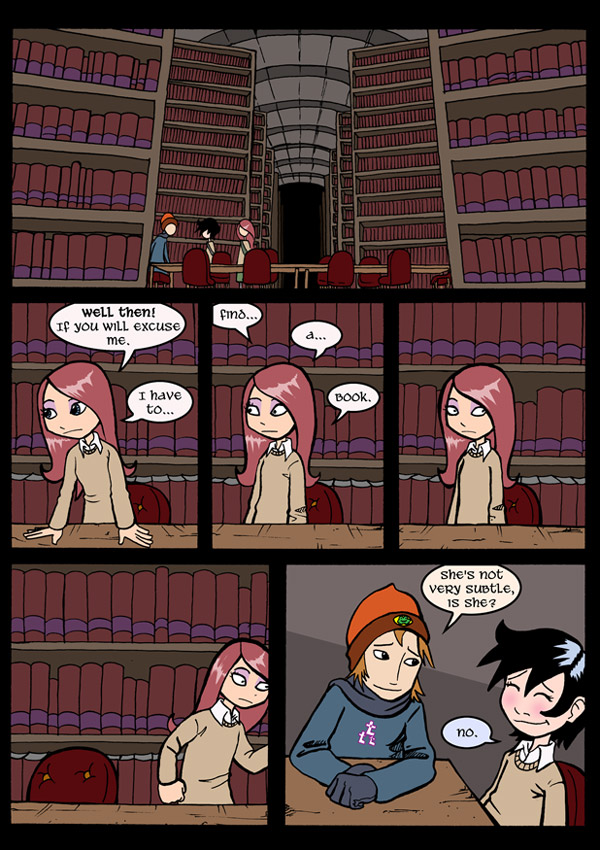 Well then!
If you will excuse
me.
I have
to...
find...
a...
book.
She's not
very subtle,
is she?
no.
t
t t